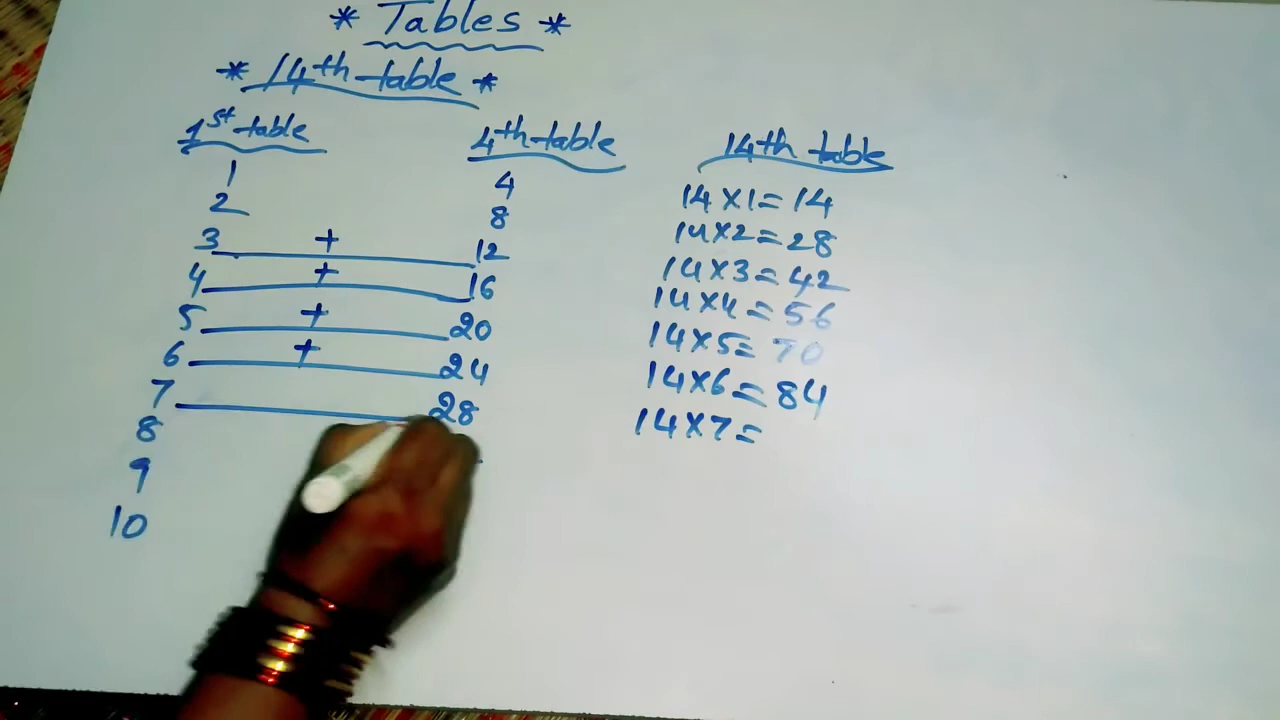 * Tables *
* 14th table *
1st table 4th table 14th table
1 4 14×1=14
2 8 14×2=28
3 + 12 14×3=42
4 + 16 14×4=56
5 + 20 14×5=70
6 + 24 14×6=84
7 28 14×7=
8
9
10